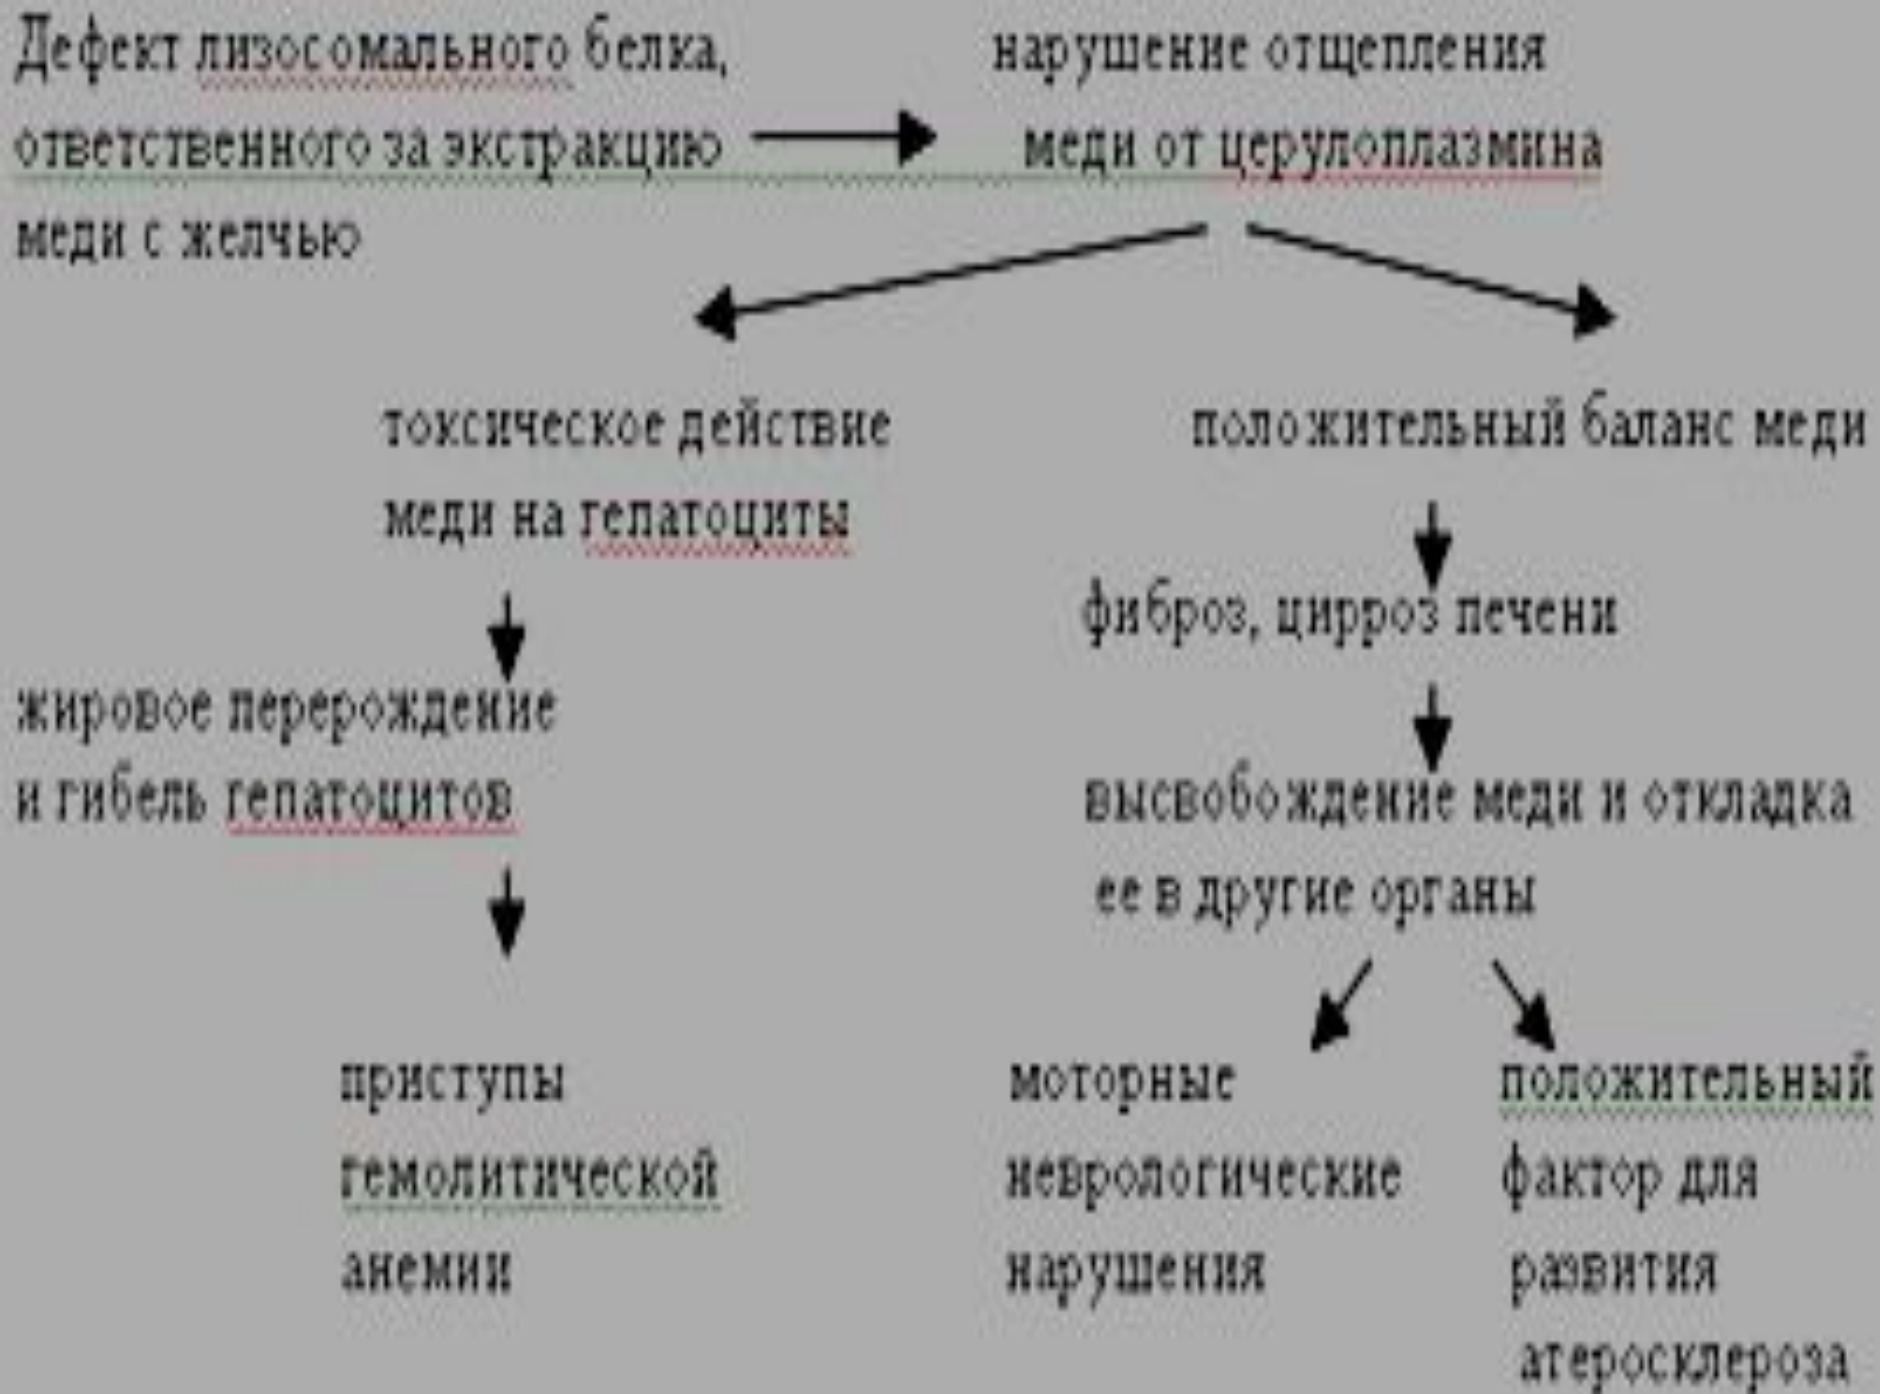 Дефект лизосомального белка,
ответственного за экстракцию
меди с желчью
нарушение отщепления
меди от церулоплазмина
токсическое действие
меди на гепатоциты
жировое перерождение
и гибель гепатоцитов
приступы
гемолитической
анемии
положительный баланс меди
фиброз, цирроз печени
высвобождение меди и откладка
ее в другие органы
моторные
неврологические
нарушения
положительный
фактор для
развития
атеросклероза